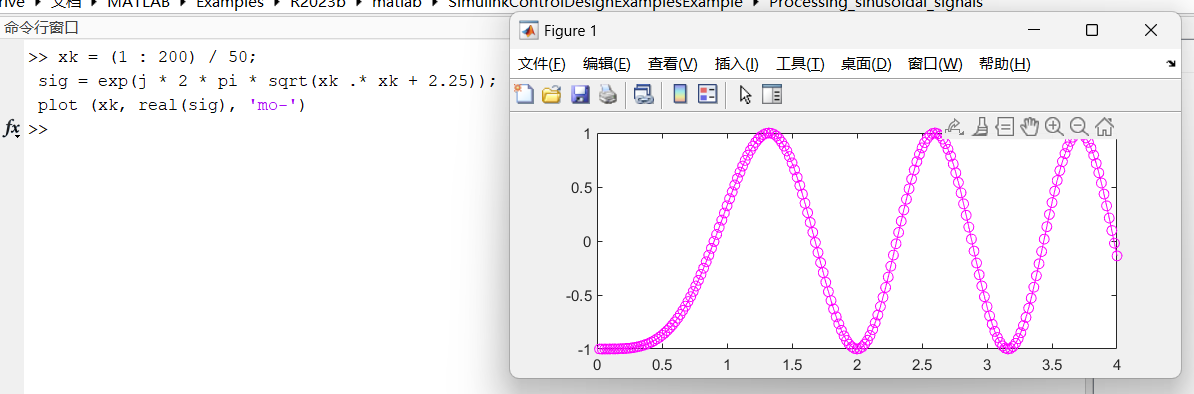 rive ▸ 文档 ▸ MATLAB ▸ Examples ▸ R2023b ▸ matlab ▸ SimulinkControlDesignExamplesExample ▸ Processing_sinusoidal_signals
命令行窗口
>> xk = (1 : 200) / 50;
sig = exp(j * 2 * pi * sqrt(xk .* xk + 2.25));
plot (xk, real(sig), 'mo-')
fx >>
Figure 1
文件(F) 编辑(E) 查看(V) 插入(I) 工具(T) 桌面(D) 窗口(W) 帮助(H)
1
0.5
0
-0.5
-1
0 0.5 1 1.5 2 2.5 3 3.5 4